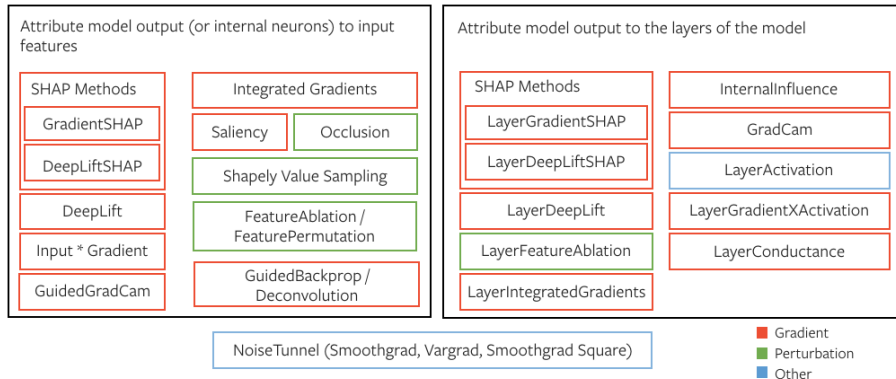 Attribute model output (or internal neurons) to input
features
SHAP Methods
GradientSHAP
DeepLiftSHAP
DeepLift
Input * Gradient
GuidedGradCam
Integrated Gradients
Saliency
Occlusion
Shapely Value Sampling
FeatureAblation /
FeaturePermutation
GuidedBackprop /
Deconvolution
Attribute model output to the layers of the model
SHAP Methods
LayerGradientSHAP
LayerDeepLiftSHAP
LayerDeepLift
LayerFeatureAblation
LayerIntegratedGradients
InternalInfluence
GradCam
LayerActivation
LayerGradientXActivation
LayerConductance
NoiseTunnel (Smoothgrad, Vargrad, Smoothgrad Square)
Gradient
Perturbation
Other